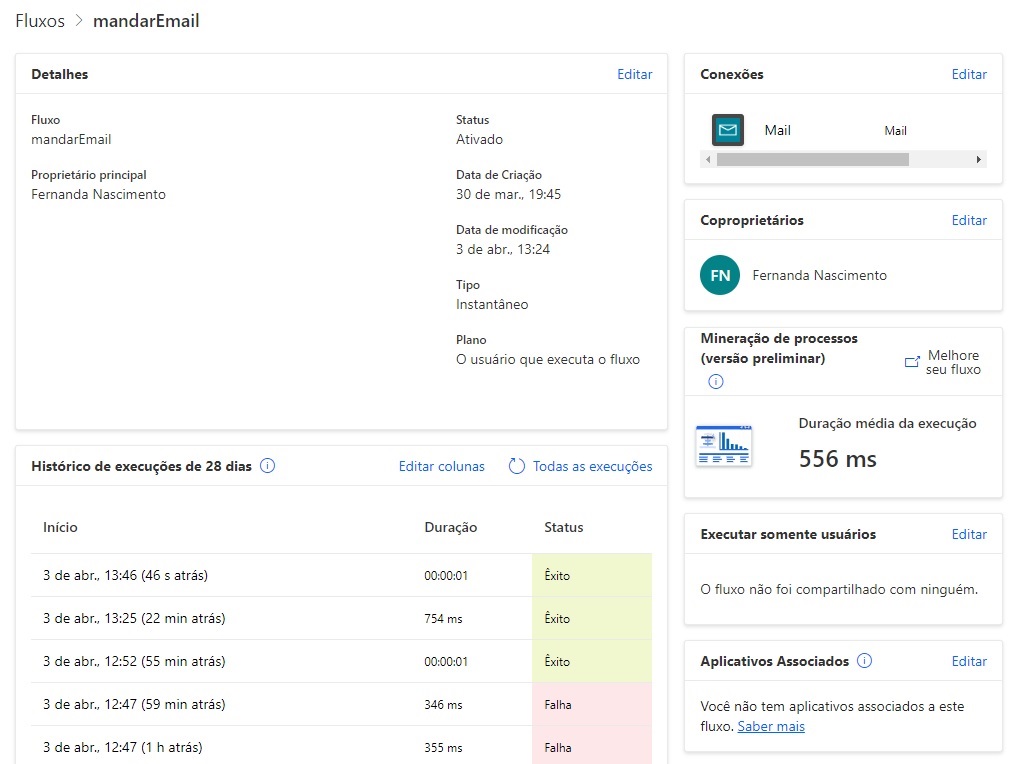 Fluxos > mandarEmail
Detalhes
Editar
Fluxo
mandarEmail
Proprietário principal
Fernanda Nascimento
Status
Ativado
Data de Criação
30 de mar., 19:45
Data de modificação
3 de abr., 13:24
Tipo
Instantâneo
Plano
O usuário que executa o fluxo
Histórico de execuções de 28 dias
Editar colunas
Todas as execuções
Início Duração Status
3 de abr., 13:46 (46 s atrás) 00:00:01 Êxito
3 de abr., 13:25 (22 min atrás) 754 ms Êxito
3 de abr., 12:52 (55 min atrás) 00:00:01 Êxito
3 de abr., 12:47 (59 min atrás) 346 ms Falha
3 de abr., 12:47 (1 h atrás) 355 ms Falha
Conexões
Editar
Mail Mail
Coproprietários
Editar
FN Fernanda Nascimento
Mineração de processos
(versão preliminar)
Melhore
seu fluxo
Duração média da execução
556 ms
Executar somente usuários
Editar
O fluxo não foi compartilhado com ninguém.
Aplicativos Associados
Editar
Você não tem aplicativos associados a este
fluxo. Saber mais